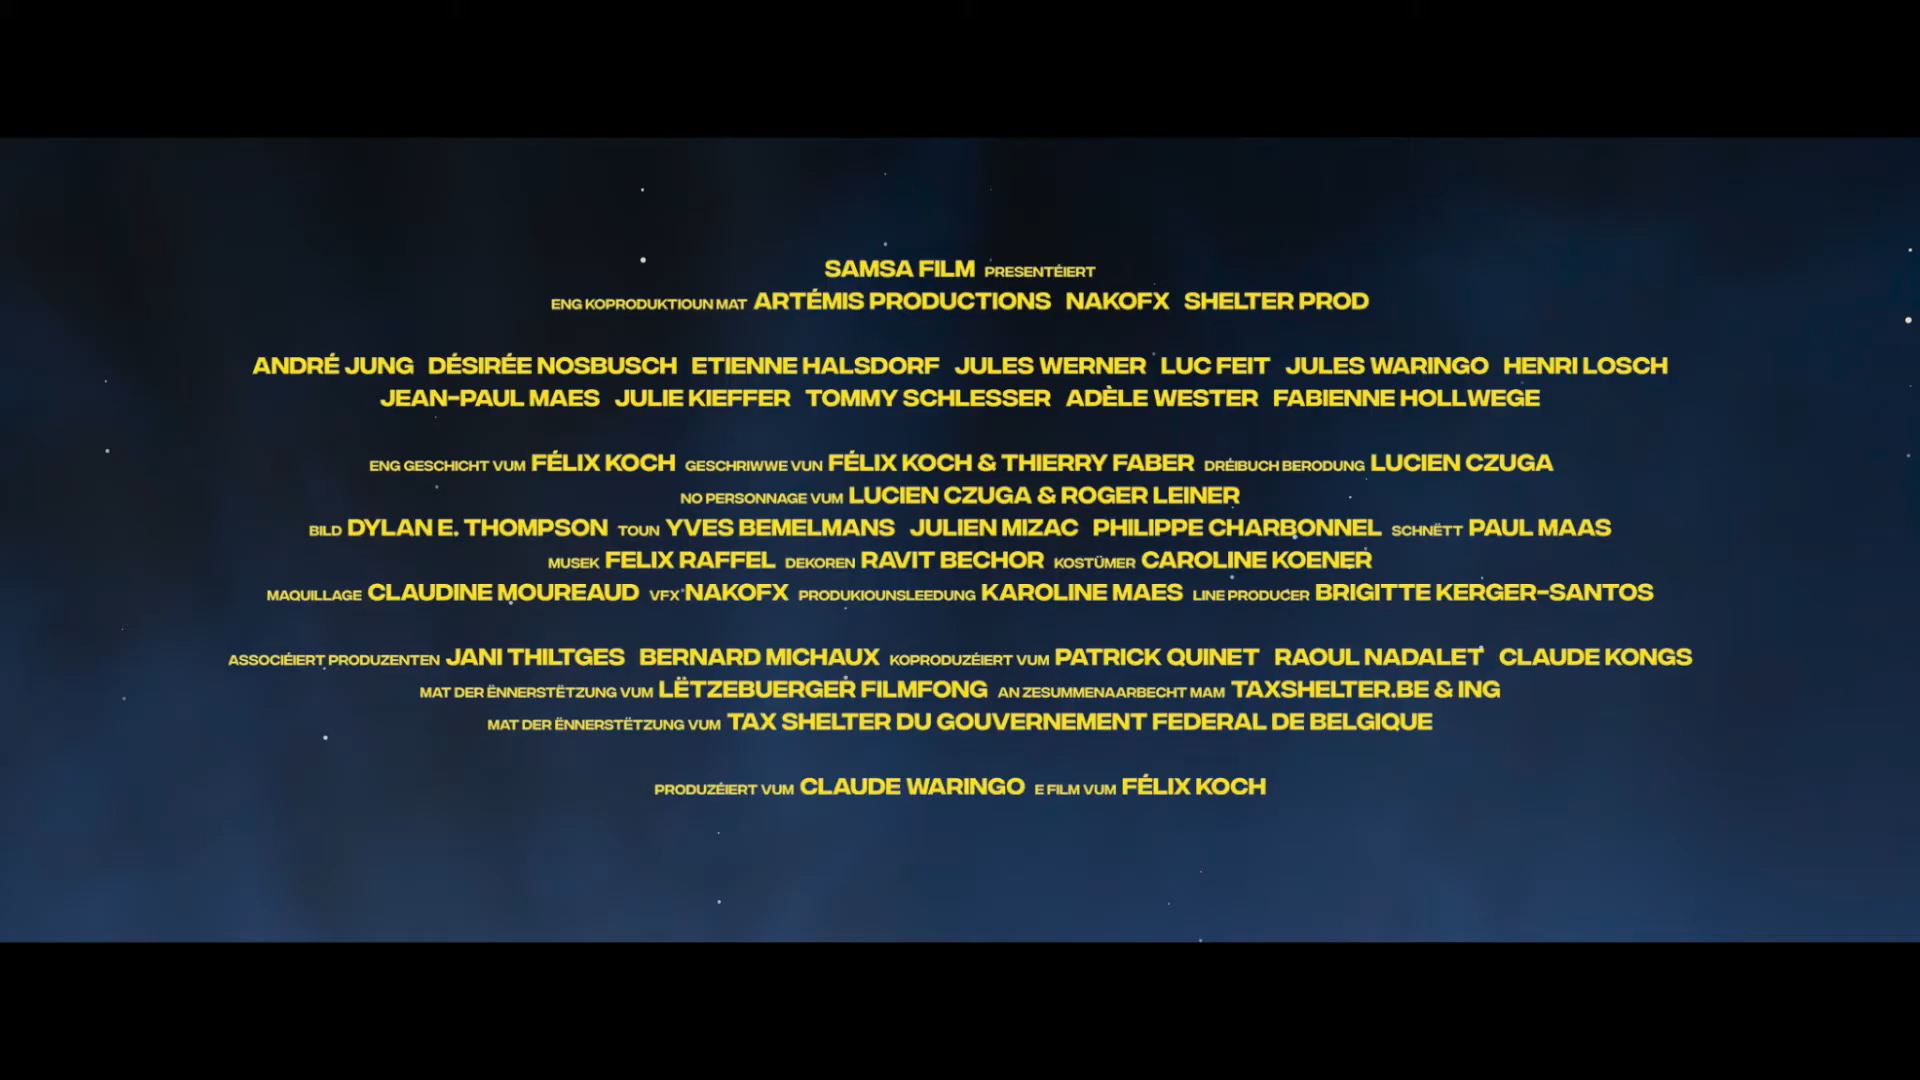 SAMSA FILM PRESENTÉIERT
ENG KOPRODUKTIOUN MAT ARTÉMIS PRODUCTIONS NAKOFX SHELTER PROD
ANDRÉ JUNG DÉSIRÉE NOSBUSCH ETIENNE HALSDORF JULES WERNER LUC FEIT JULES WARINGO HENRI LOSCH
JEAN-PAUL MAES JULIE KIEFFER TOMMY SCHLESSER ADÈLE WESTER FABIENNE HOLLWEGE
ENG GESCHICHT VUM FÉLIX KOCH GESCHRIWWE VUN FÉLIX KOCH & THIERRY FABER DRÉIBUCH BERODUNG LUCIEN CZUGA
NO PERSONNAGE VUM LUCIEN CZUGA & ROGER LEINER
BILD DYLAN E. THOMPSON TOUN YVES BEMELMANS JULIEN MIZAC PHILIPPE CHARBONNEL SCHNËTT PAUL MAAS
MUSEK FELIX RAFFEL DEKOREN RAVIT BECHOR KOSTÜMER CAROLINE KOENER
MAQUILLAGE CLAUDINE MOUREAUD VFX NAKOFX PRODUKIOUNSLEEDUNG KAROLINE MAES LINE PRODUCER BRIGITTE KERGER-SANTOS
ASSOCIÉIERT PRODUZENTEN JANI THILTGES BERNARD MICHAUX KOPRODUZÉIERT VUM PATRICK QUINET RAOUL NADALET CLAUDE KONGS
MAT DER ËNNERSTËTZUNG VUM LËTZEBUERGER FILMFONG AN ZESUMMENAARBECHT MAM TAXSHELTER.BE & ING
MAT DER ËNNERSTËTZUNG VUM TAX SHELTER DU GOUVERNEMENT FEDERAL DE BELGIQUE
PRODUZÉIERT VUM CLAUDE WARINGO E FILM VUM FÉLIX KOCH